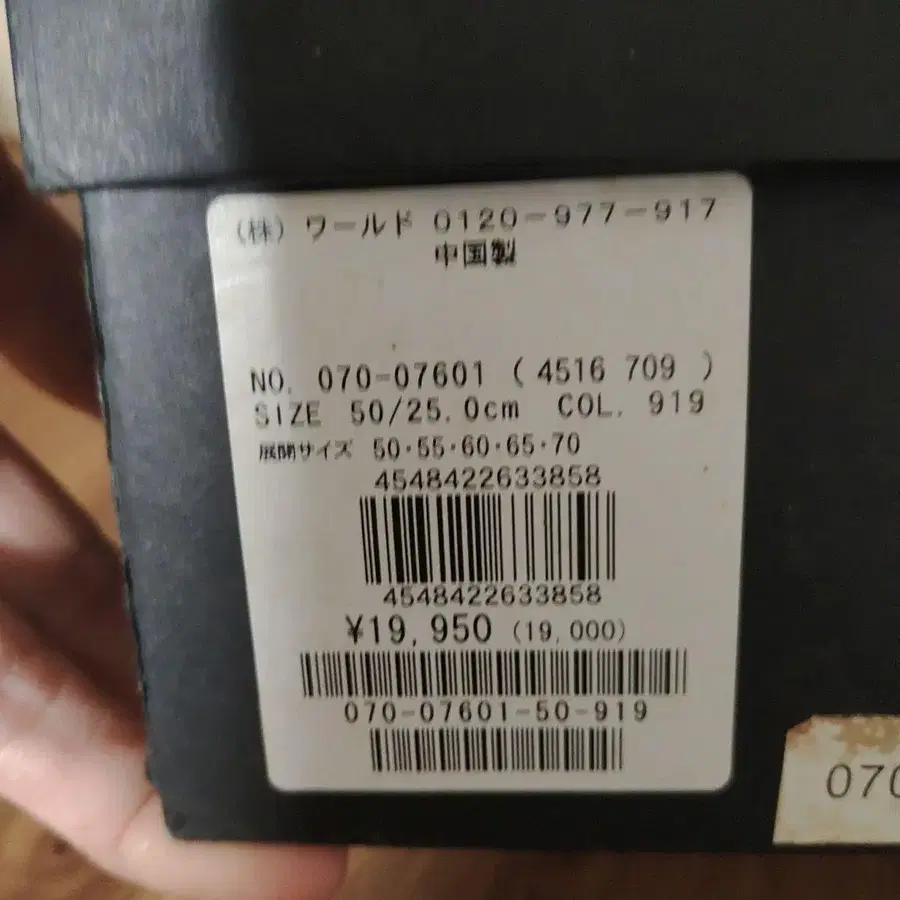 (株) ワールド 0120-977-917
中国製
NO. 070-07601 ( 4516 709 )
SIZE 50/25.0cm COL. 919
展開サイズ 50·55·60·65·70
4548422633858
4548422633858
¥19,950 (19,000)
070-07601-50-919
070